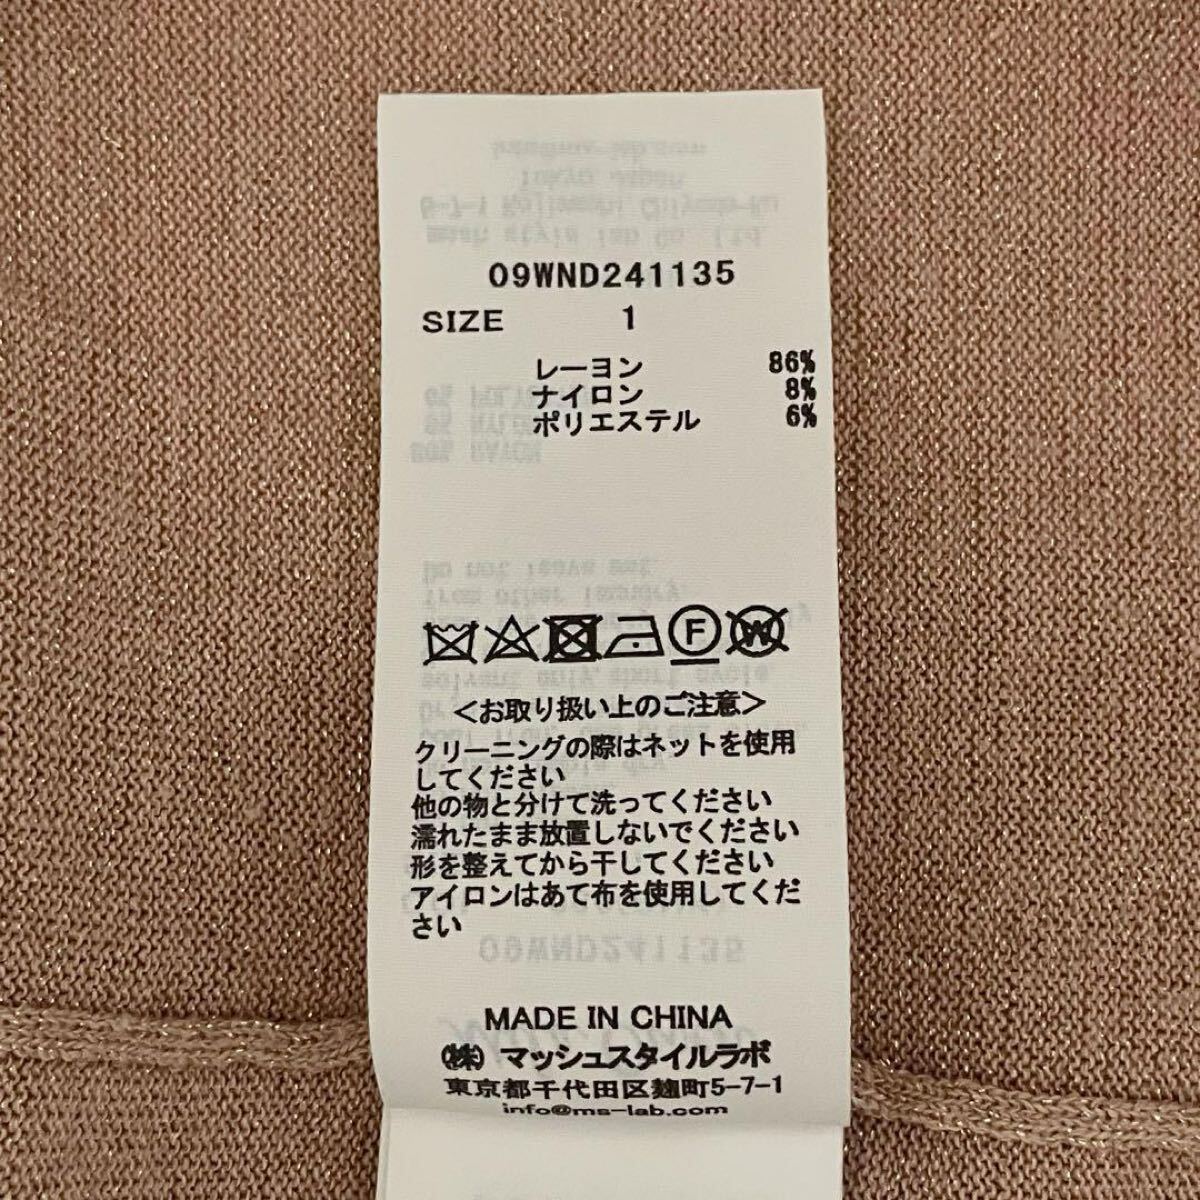 09WND241135
SIZE 1
レーヨン 86%
ナイロン 8%
ポリエステル 6%
F W
<お取り扱い上のご注意>
クリーニングの際はネットを使用
してください
他の物と分けて洗ってください
濡れたまま放置しないでください
形を整えてから干してください
アイロンはあて布を使用してくだ
さい
MADE IN CHINA
㈱ マッシュスタイルラボ
東京都千代田区麹町5-7-1
info@ms-lab.com